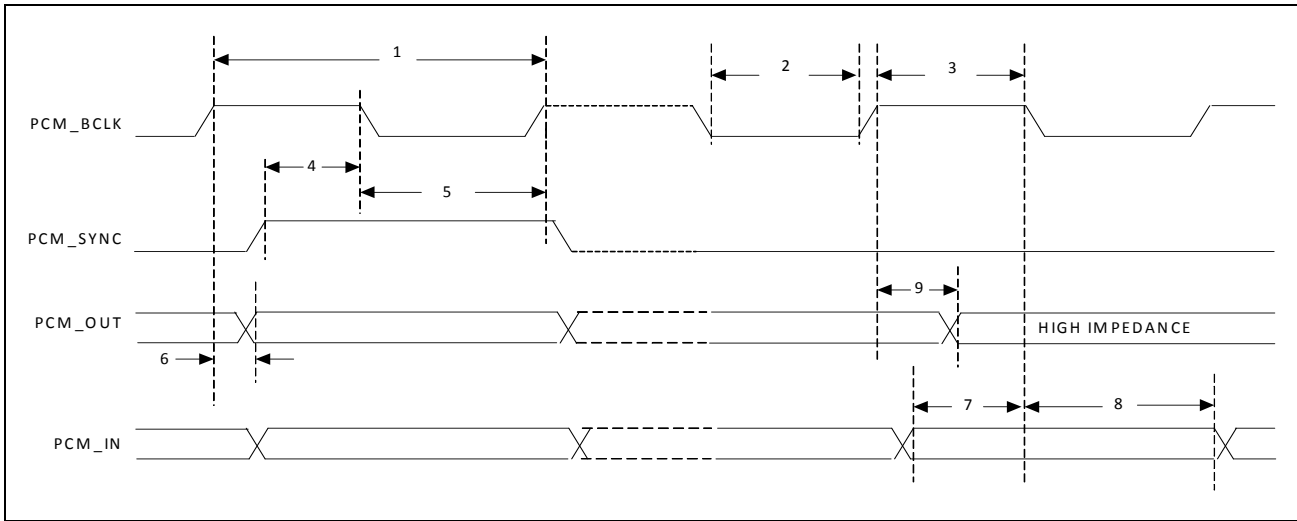 1
2
3
PCM_BCLK
4
5
PCM_SYNC
9
PCM_OUT
HIGH IMPEDANCE
6
7
8
PCM_IN